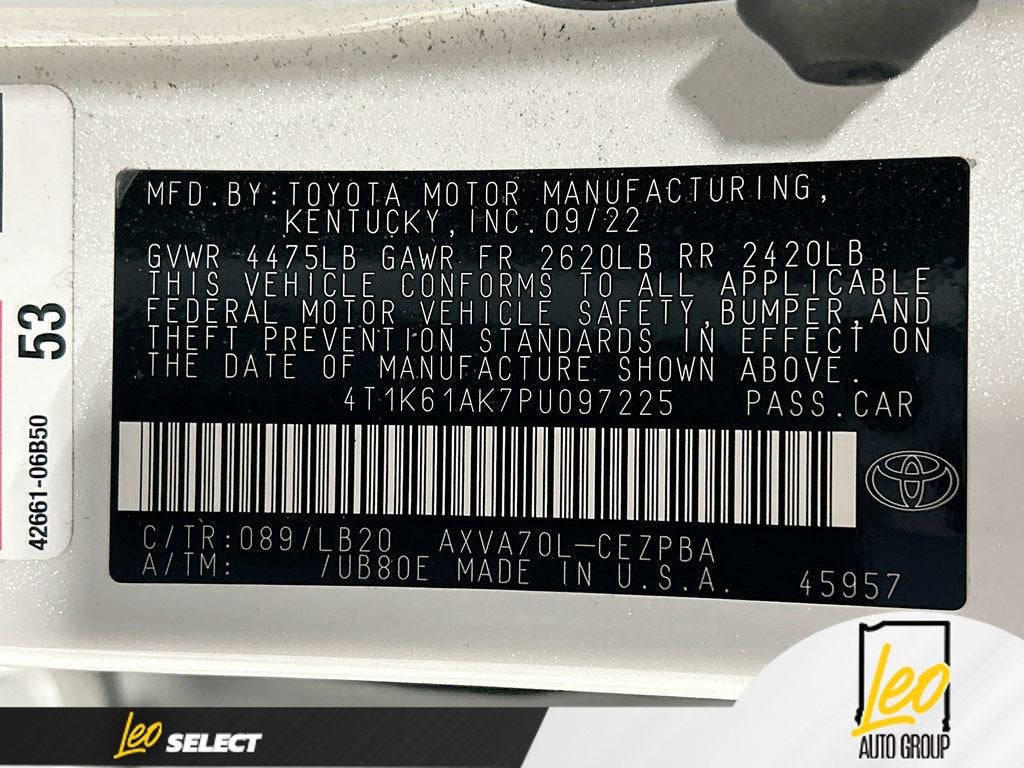 MFD.BY:TOYOTA MOTOR MANUFACTURING,
KENTUCKY,INC.09/22
GVWR 4475LB GAWR FR 2620LB RR 2420LB
THIS VEHICLE CONFORMS TO ALL APPLICABLE
FEDERAL MOTOR VEHICLE SAFETY,BUMPER,AND
THEFT PREVENTION STANDARDS IN EFFECT ON
THE DATE OF MANUFACTURE SHOWN ABOVE.
4T1K61AK7PU097225 PASS.CAR
C/TR:089/LB20 AXVA70L-CEZPBA
A/TM: /UB80E MADE IN U.S.A. 45957
53
42661-06B50
Leo SELECT
Leo
AUTO GROUP